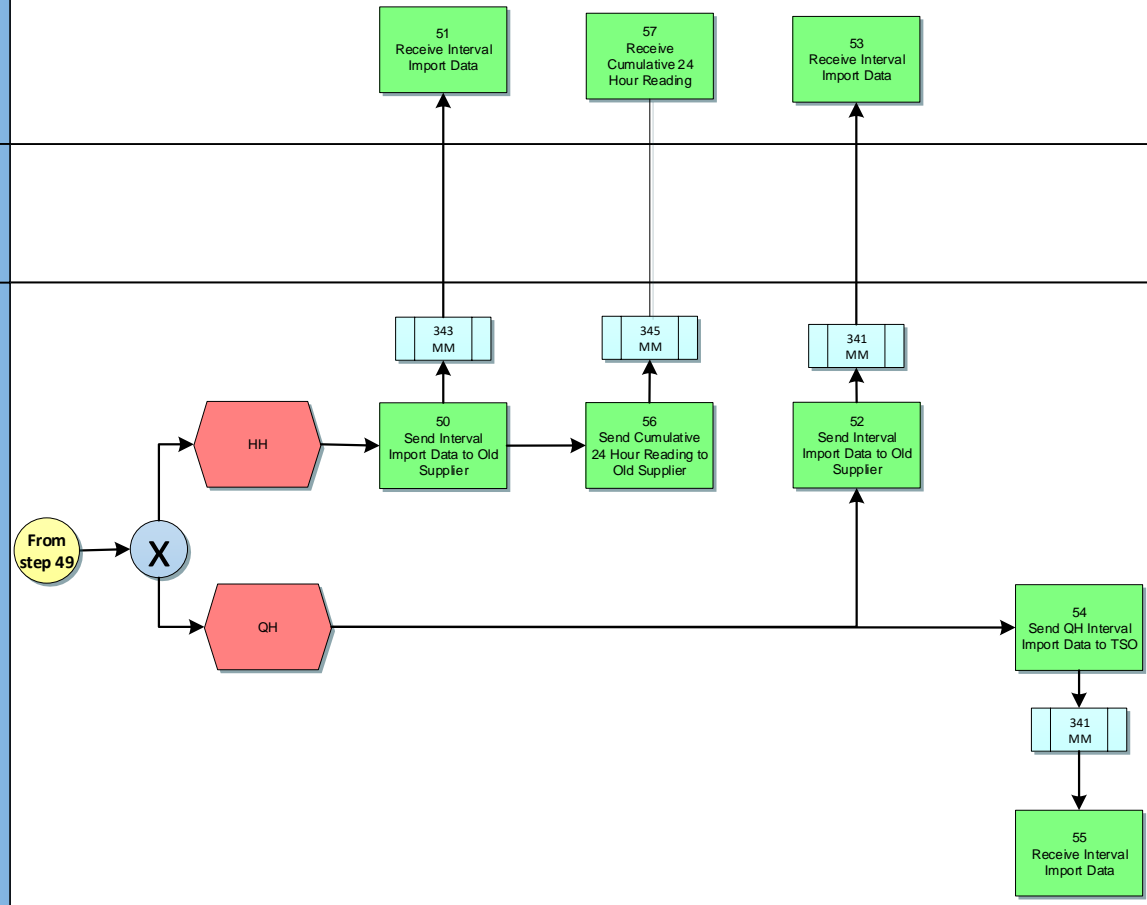 51
Receive Interval
Import Data
57
Receive
Cumulative 24
Hour Reading
53
Receive Interval
Import Data
343
MM
345
MM
341
MM
HH
50
Send Interval
Import Data to Old
Supplier
56
Send Cumulative
24 Hour Reading to
Old Supplier
52
Send Interval
Import Data to Old
Supplier
From
step 49
X
QH
54
Send QH Interval
Import Data to TSO
341
MM
55
Receive Interval
Import Data